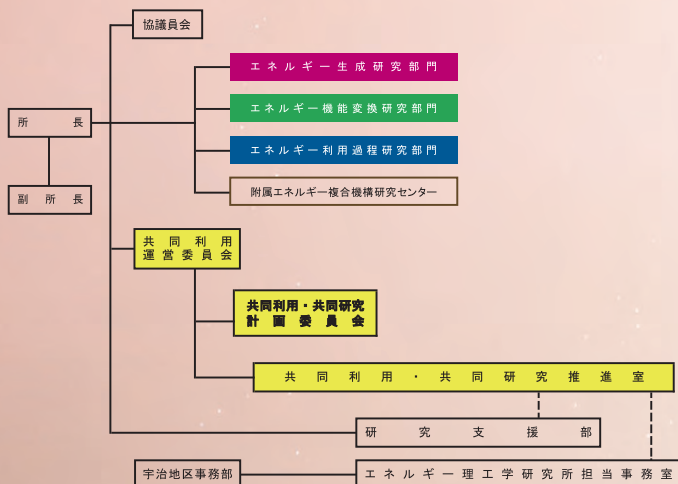 協議員会
エネルギー生成研究部門
エネルギー機能変換研究部門
所長
エネルギー利用過程研究部門
副所長
附属エネルギー複合機構研究センター
共同利用
運営委員会
共同利用・共同研究
計画委員会
共同利用・共同研究推進室
研究支援部
宇治地区事務部
エネルギー理工学研究所担当事務室